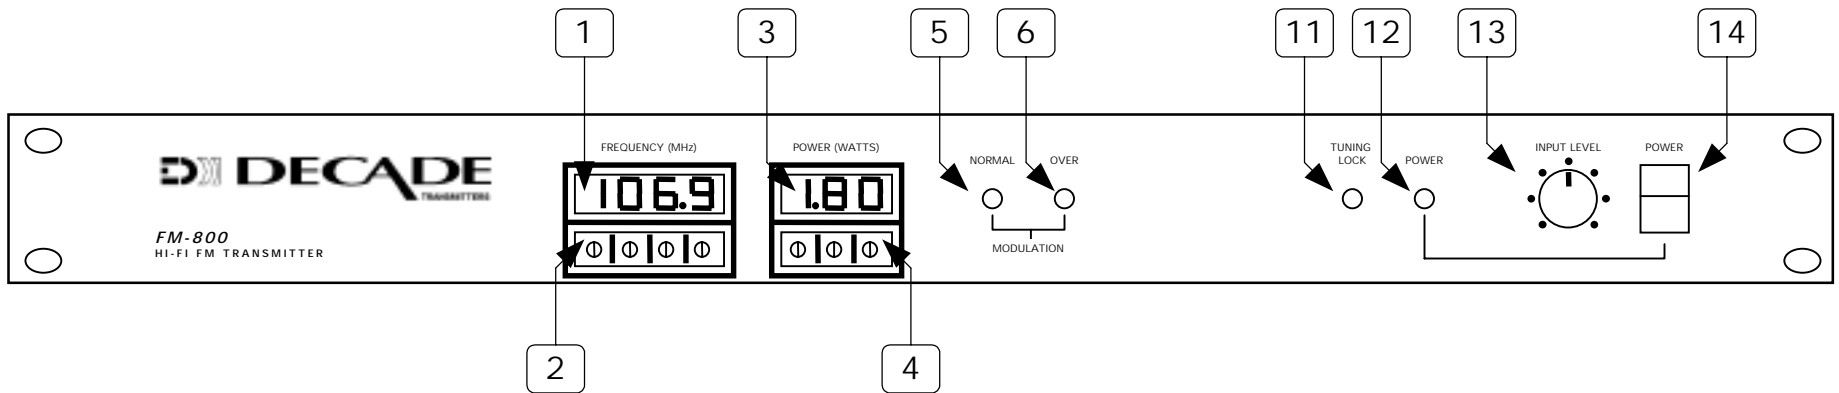 1
3
5
6
11
12
13
14
FREQUENCY (MHz)
POWER (WATTS)
NORMAL
OVER
TUNING
LOCK
POWER
INPUT LEVEL
POWER
DECADE
TRANSMITTERS
106.9
1.80
FM-800
HI-FI FM TRANSMITTER
MODULATION
2
4